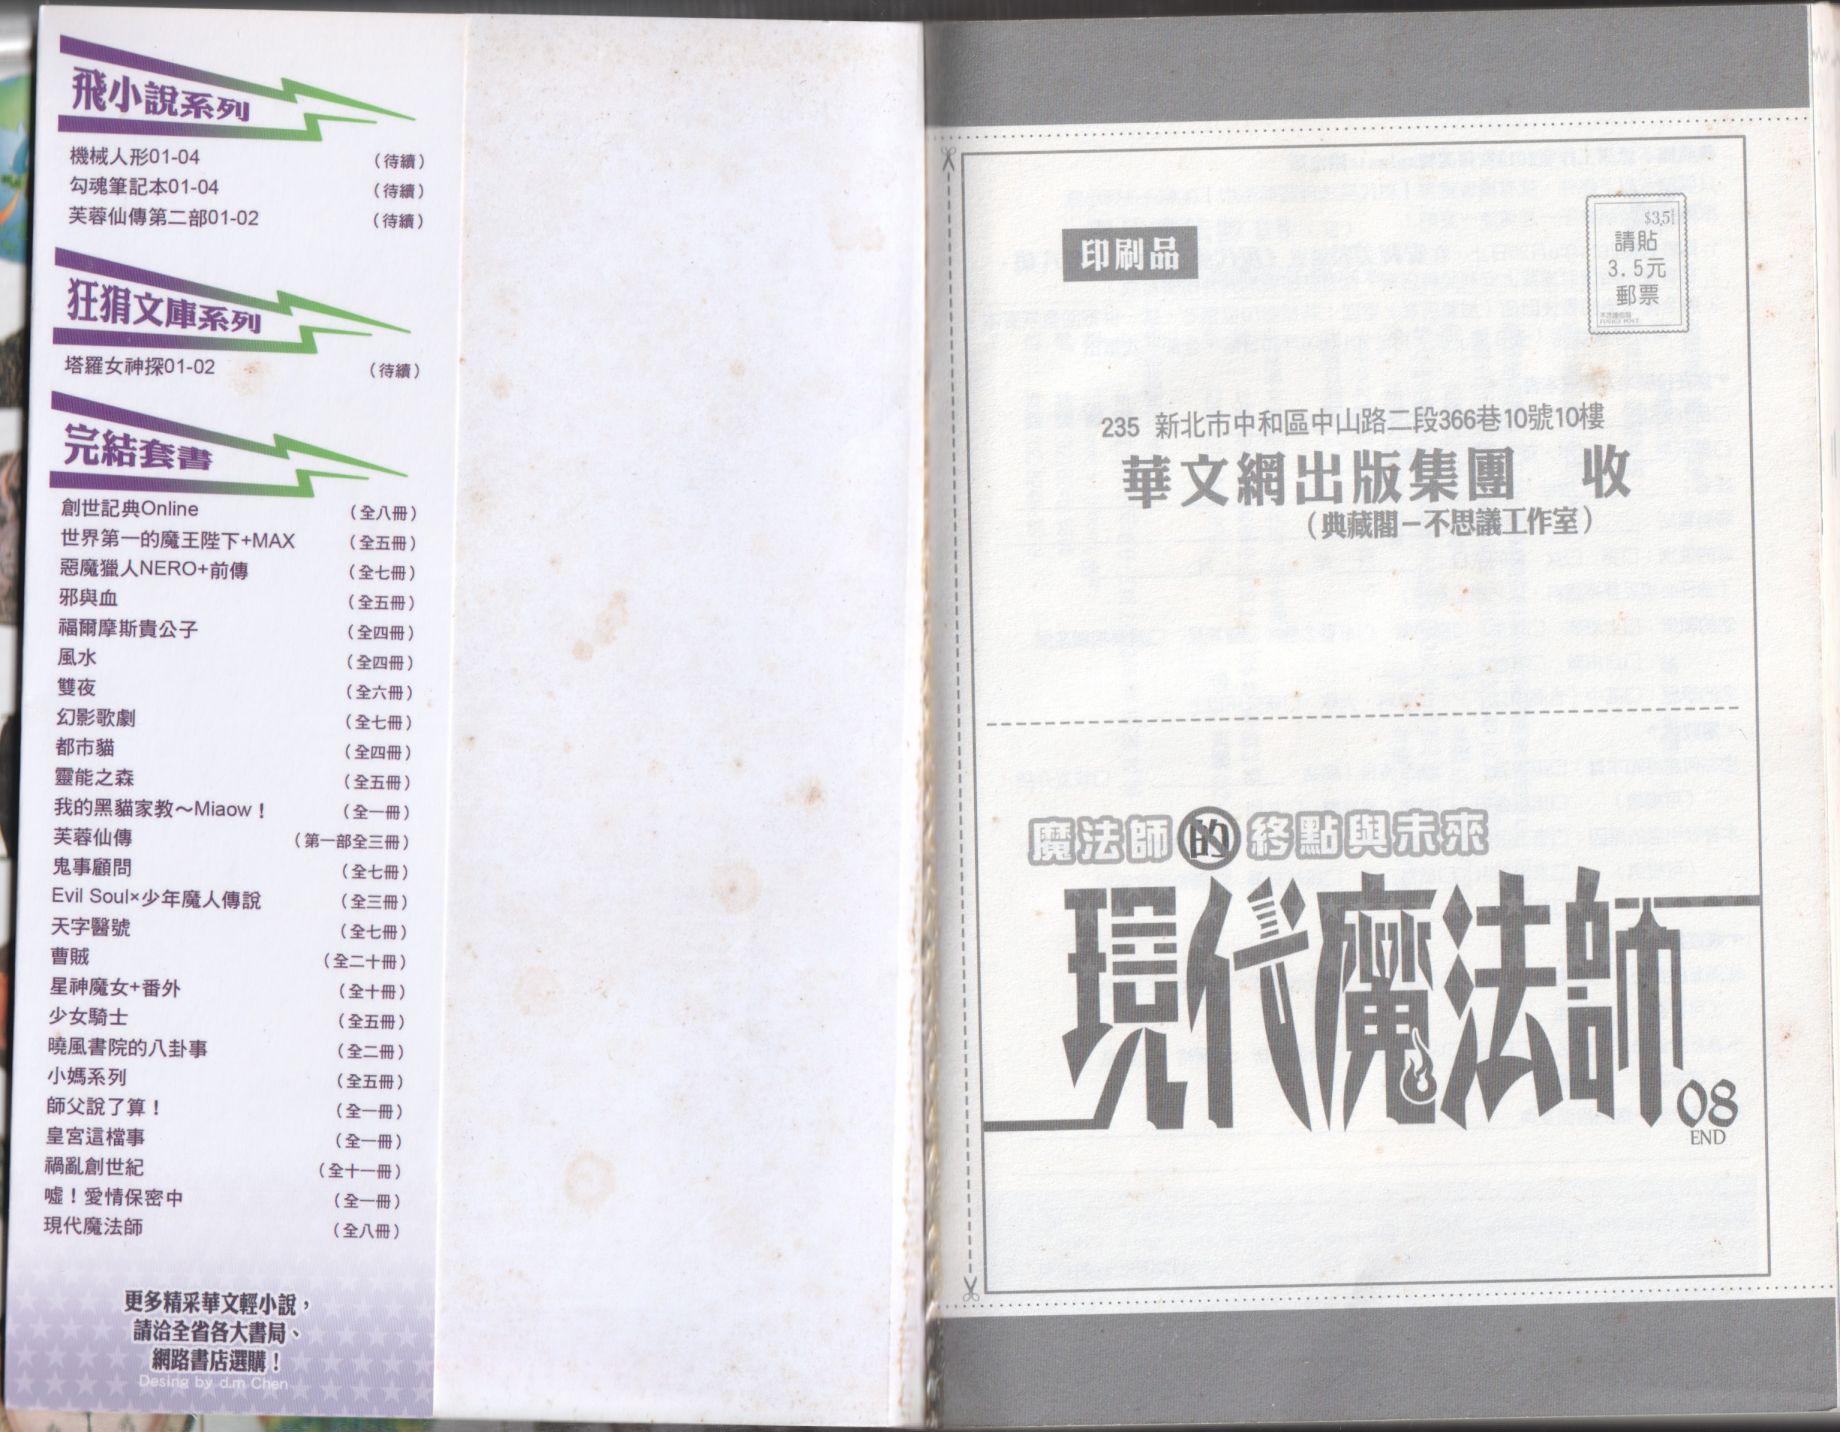 飛小說系列
機械人形01-04 (待續)
勾魂筆記本01-04 (待續)
芙蓉仙傳第二部01-02 (待續)
狂狷文庫系列
塔羅女神探01-02 (待續)
完結套書
創世記典Online (全八冊)
世界第一的魔王陛下+MAX (全五冊)
惡魔獵人NERO+前傳 (全七冊)
邪與血 (全五冊)
福爾摩斯貴公子 (全四冊)
風水 (全四冊)
雙夜 (全六冊)
幻影歌劇 (全七冊)
都市貓 (全四冊)
靈能之森 (全五冊)
我的黑貓家教～Miaow！ (全一冊)
芙蓉仙傳 (第一部全三冊)
鬼事顧問 (全七冊)
Evil Soul×少年魔人傳說 (全三冊)
天字醫號 (全七冊)
曹賊 (全二十冊)
星神魔女+番外 (全十冊)
少女騎士 (全五冊)
曉風書院的八卦事 (全二冊)
小媽系列 (全五冊)
師父說了算！ (全一冊)
皇宮這檔事 (全一冊)
禍亂創世紀 (全十一冊)
噓！愛情保密中 (全一冊)
現代魔法師 (全八冊)
更多精采華文輕小說，
請洽全省各大書局、
網路書店選購！
Desing by d.m Chen
印刷品
$3.5
請貼
3.5元
郵票
235 新北市中和區中山路二段366巷10號10樓
華文網出版集團 收
(典藏閣－不思議工作室)
魔法師的終點與未來
現代魔法師
08
END